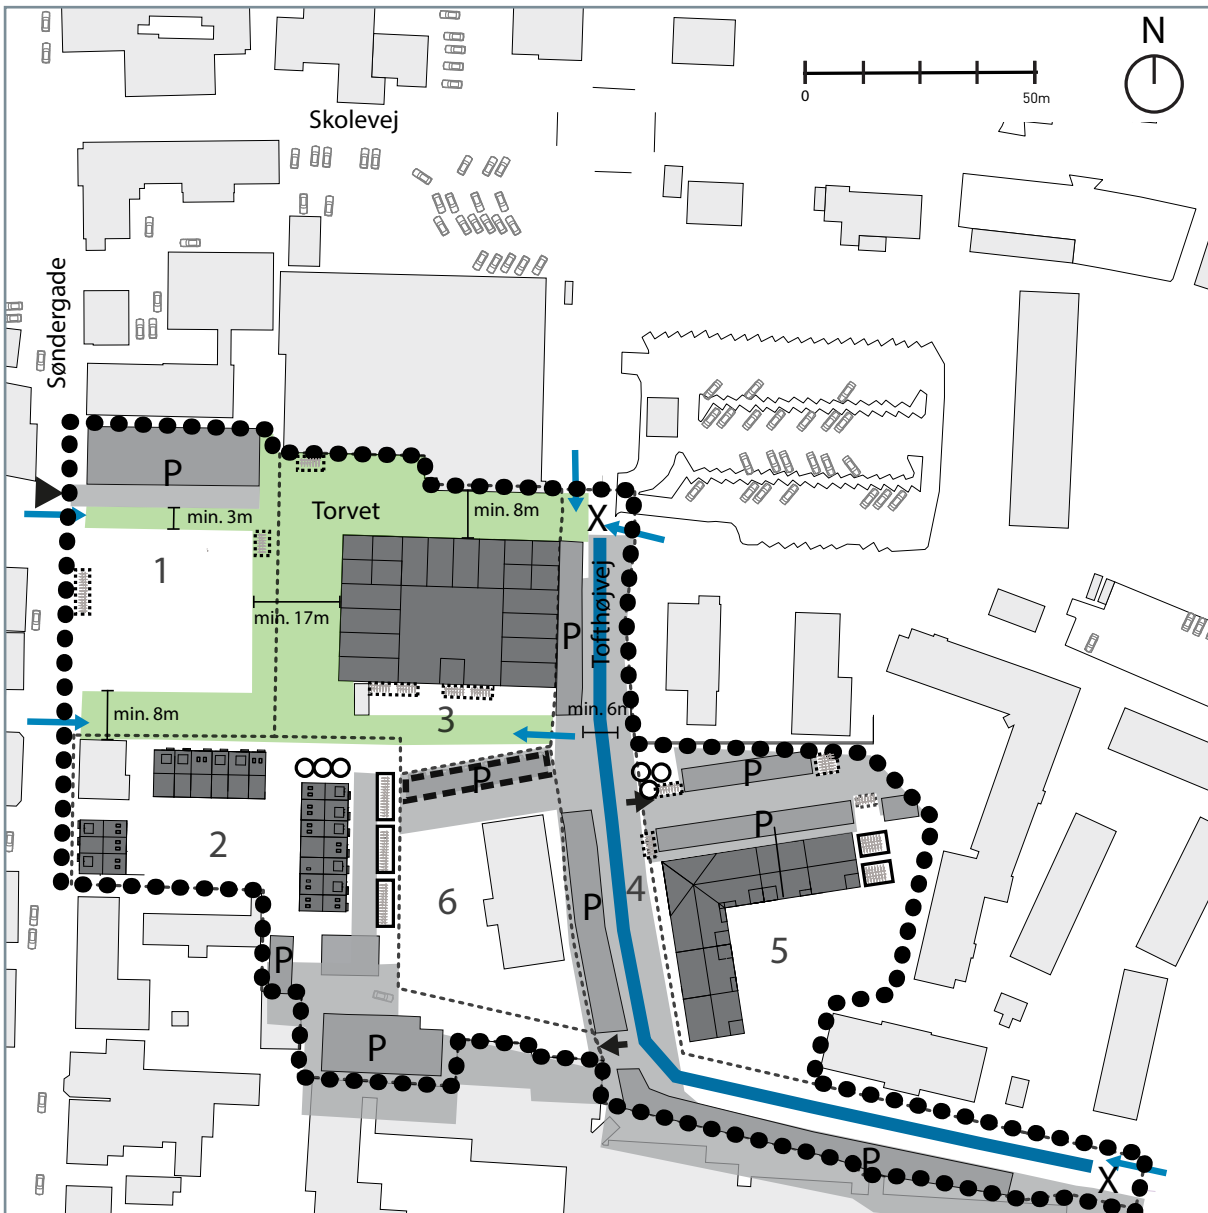 N
0
50m
Skolevej
Søndergade
P
Torvet
min. 3m
min. 8m
X
1
min. 17m
P
Tofthøjvej
min. 8m
3
min. 6m
P
P
2
P
4
6
P
5
P
P
P
X